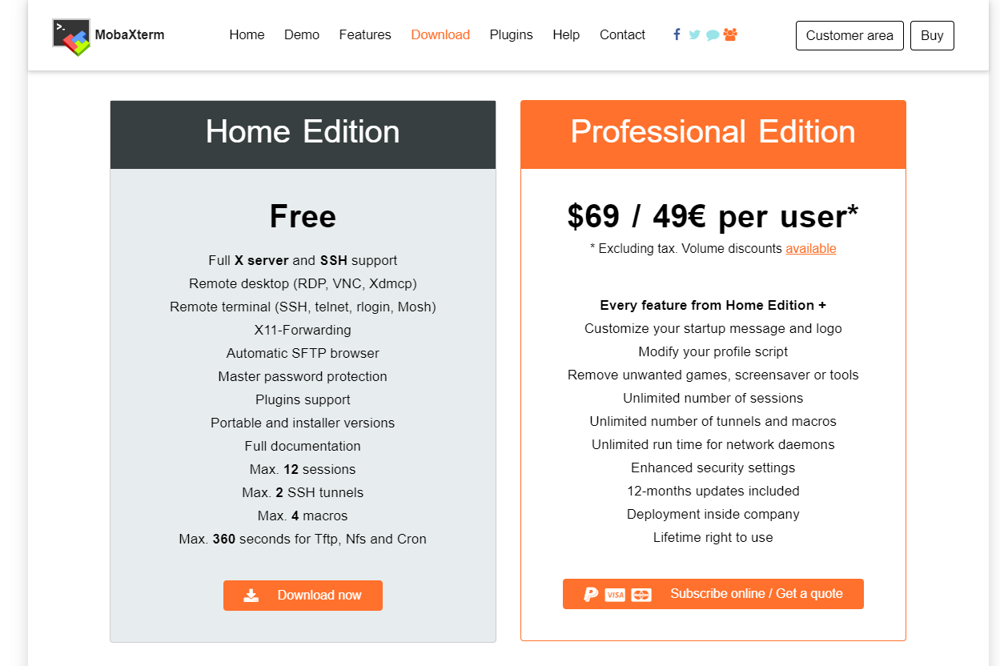 >_
MobaXterm
Home Demo Features Download Plugins Help Contact
Customer area
Buy
Home Edition
Free
Full X server and SSH support
Remote desktop (RDP, VNC, Xdmcp)
Remote terminal (SSH, telnet, rlogin, Mosh)
X11-Forwarding
Automatic SFTP browser
Master password protection
Plugins support
Portable and installer versions
Full documentation
Max. 12 sessions
Max. 2 SSH tunnels
Max. 4 macros
Max. 360 seconds for Tftp, Nfs and Cron
Download now
Professional Edition
$69 / 49€ per user*
* Excluding tax. Volume discounts available
Every feature from Home Edition +
Customize your startup message and logo
Modify your profile script
Remove unwanted games, screensaver or tools
Unlimited number of sessions
Unlimited number of tunnels and macros
Unlimited run time for network daemons
Enhanced security settings
12-months updates included
Deployment inside company
Lifetime right to use
VISA
Subscribe online / Get a quote